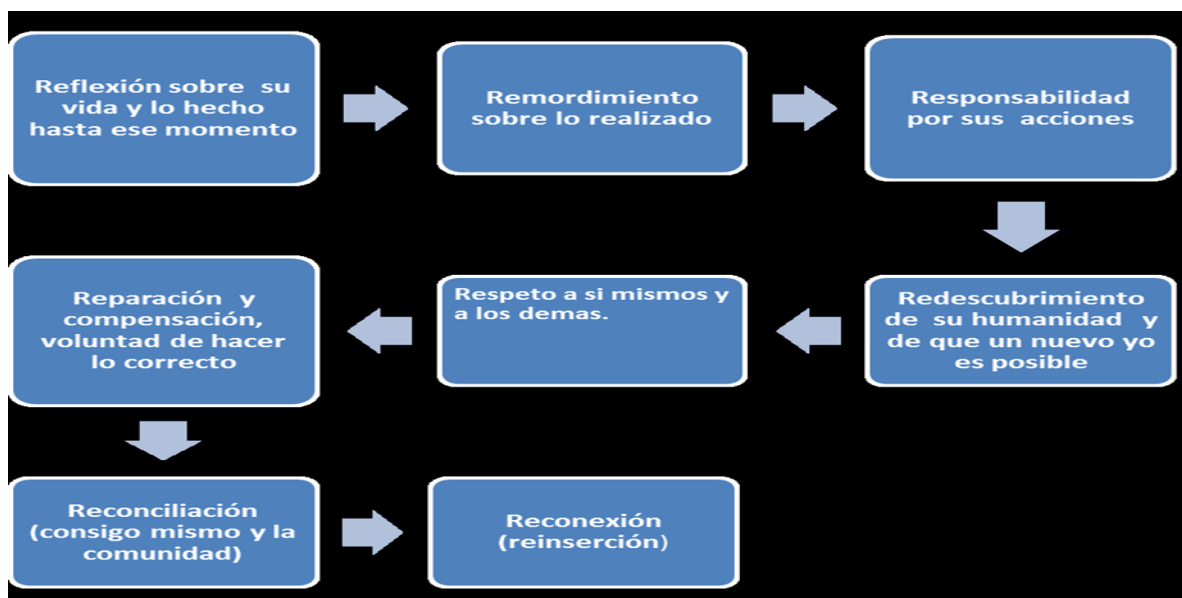 Reflexión sobre su
vida y lo hecho
hasta ese momento
Remordimiento
sobre lo realizado
Responsabilidad
por sus acciones
Redescubrimiento
de su humanidad y
de que un nuevo yo
es posible
Respeto a si mismos y
a los demas.
Reparación y
compensación,
voluntad de hacer
lo correcto
Reconciliación
(consigo mismo y la
comunidad)
Reconexión
(reinserción)